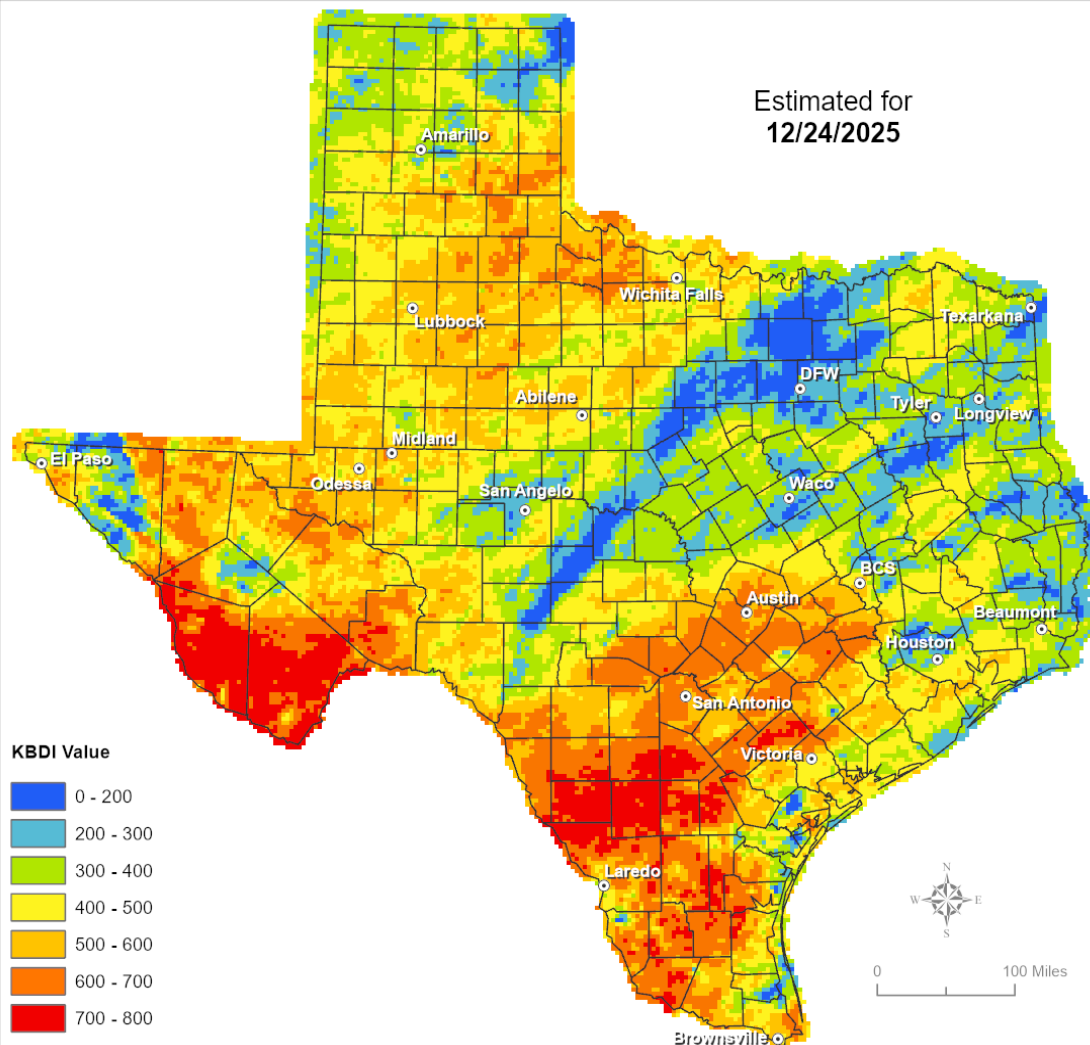 Estimated for
12/24/2025
Amarillo
Wichita Falls
Lubbock
Texarkana
DFW
Abilene
Tyler
Longview
Midland
El Paso
Odessa
San Angelo
Waco
BCS
Austin
Beaumont
Houston
San Antonio
Victoria
Laredo
Brownsville
KBDI Value
0 - 200
200 - 300
300 - 400
400 - 500
500 - 600
600 - 700
700 - 800
N
W E
S
0 100 Miles